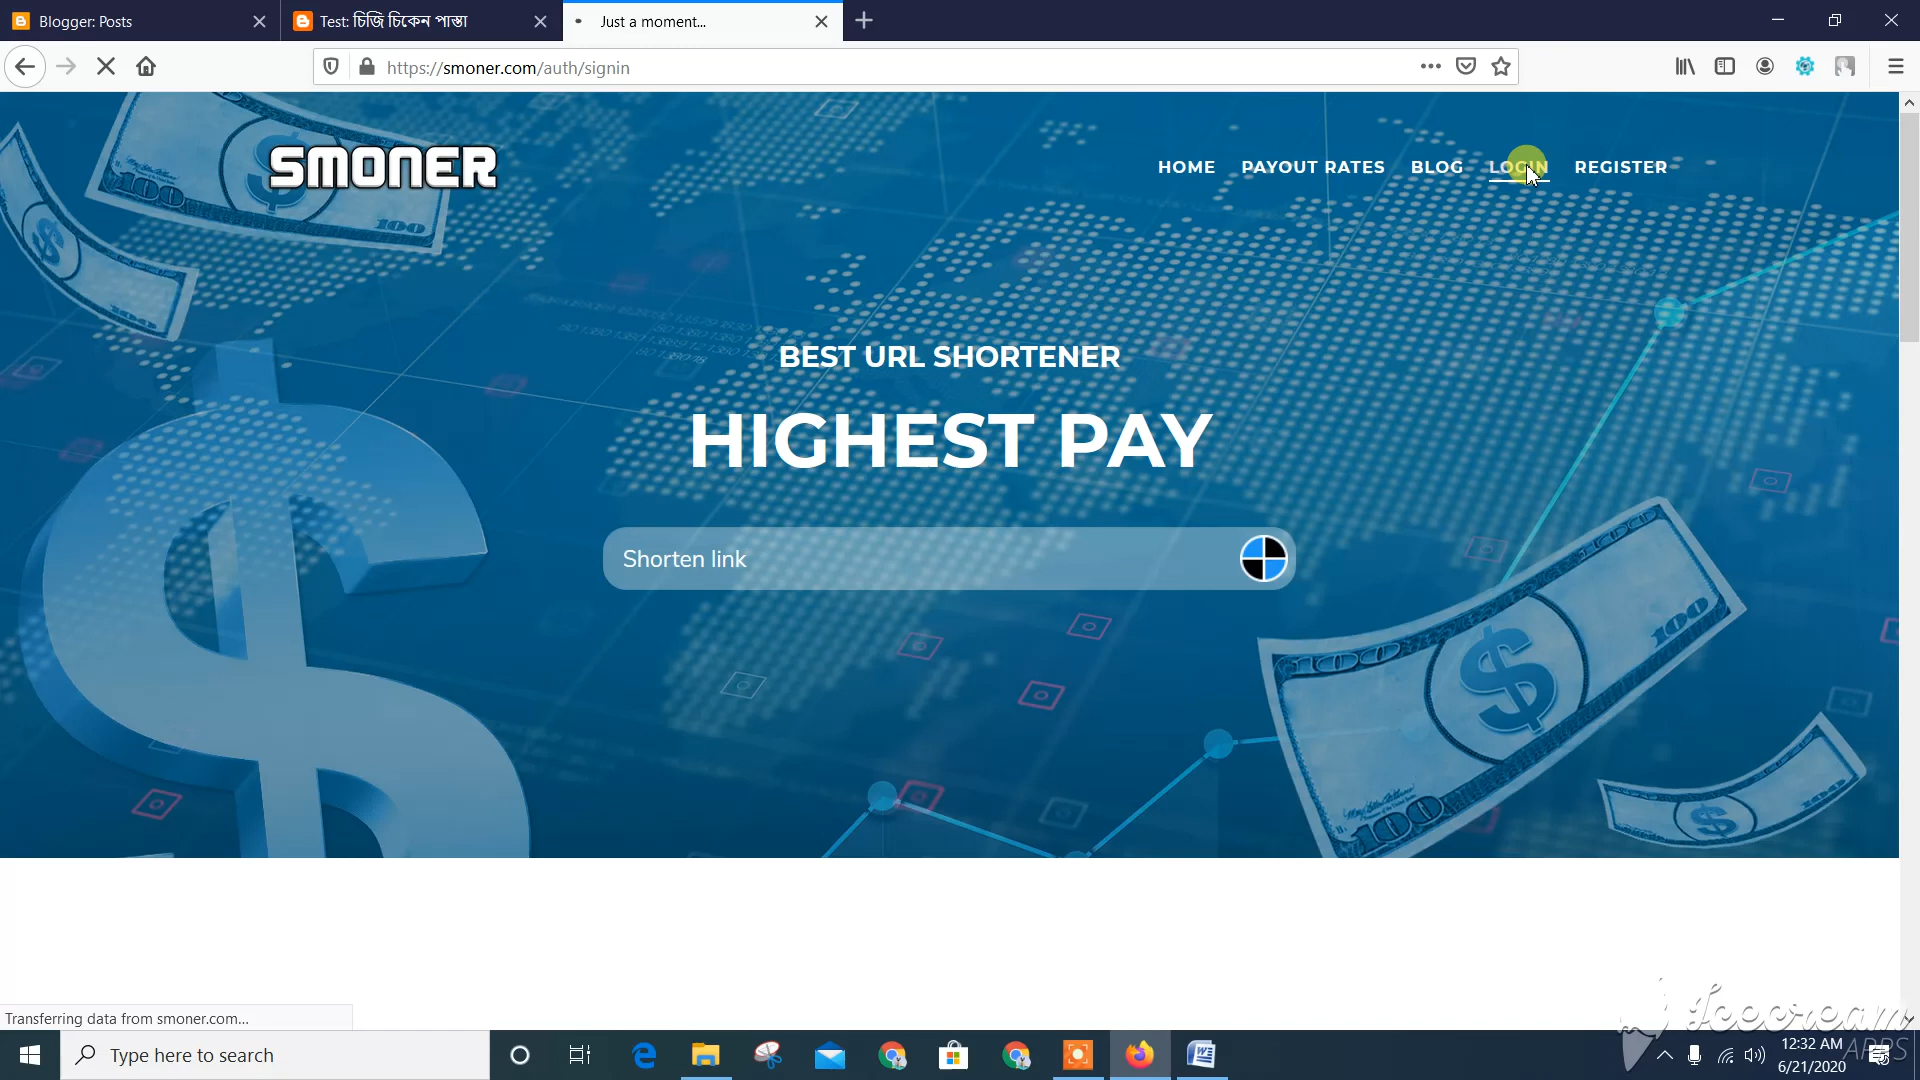 Blogger: Posts
Test: চিজি চিকেন পাস্তা
Just a moment...
https://smoner.com/auth/signin
SMONER
HOME PAYOUT RATES BLOG LOGIN REGISTER
BEST URL SHORTENER
HIGHEST PAY
Shorten link
Transferring data from smoner.com...
Icecream
APPS
Type here to search
12:32 AM
6/21/2020